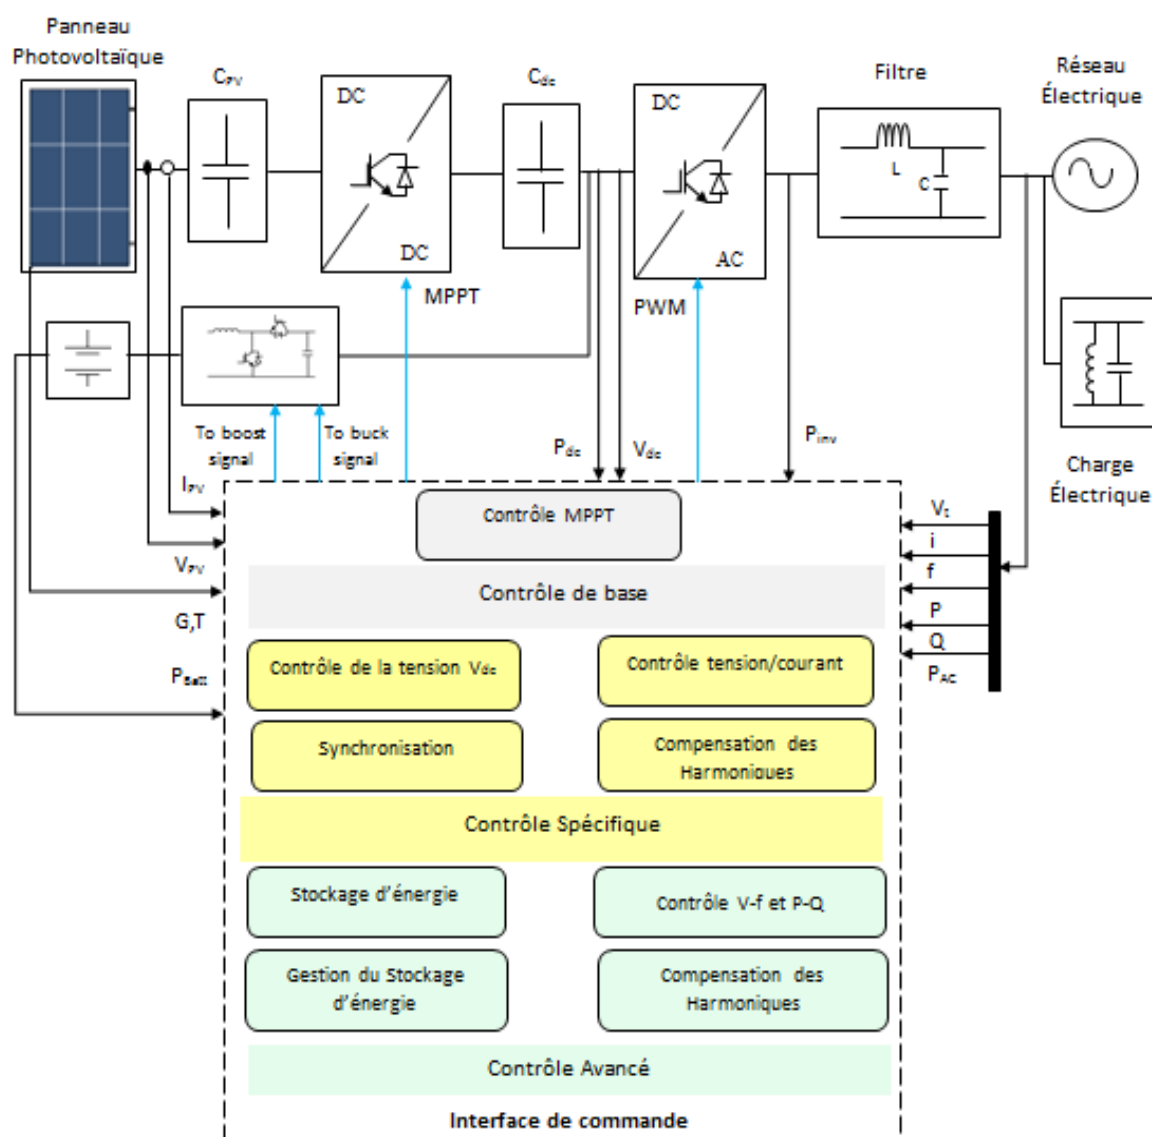 Panneau
Photovoltaïque
CPV
DC
DC
MPPT
Cdc
DC
AC
PWM
Filtre
L
C
Réseau
Électrique
To boost
signal
To buck
signal
Pdc
Vdc
Pinv
Charge
Électrique
IPV
VPV
G,T
PBatt
Vt
i
f
P
Q
PAC
Contrôle MPPT
Contrôle de base
Contrôle de la tension Vdc
Contrôle tension/courant
Synchronisation
Compensation des
Harmoniques
Contrôle Spécifique
Stockage d'énergie
Contrôle V-f et P-Q
Gestion du Stockage
d'énergie
Compensation des
Harmoniques
Contrôle Avancé
Interface de commande